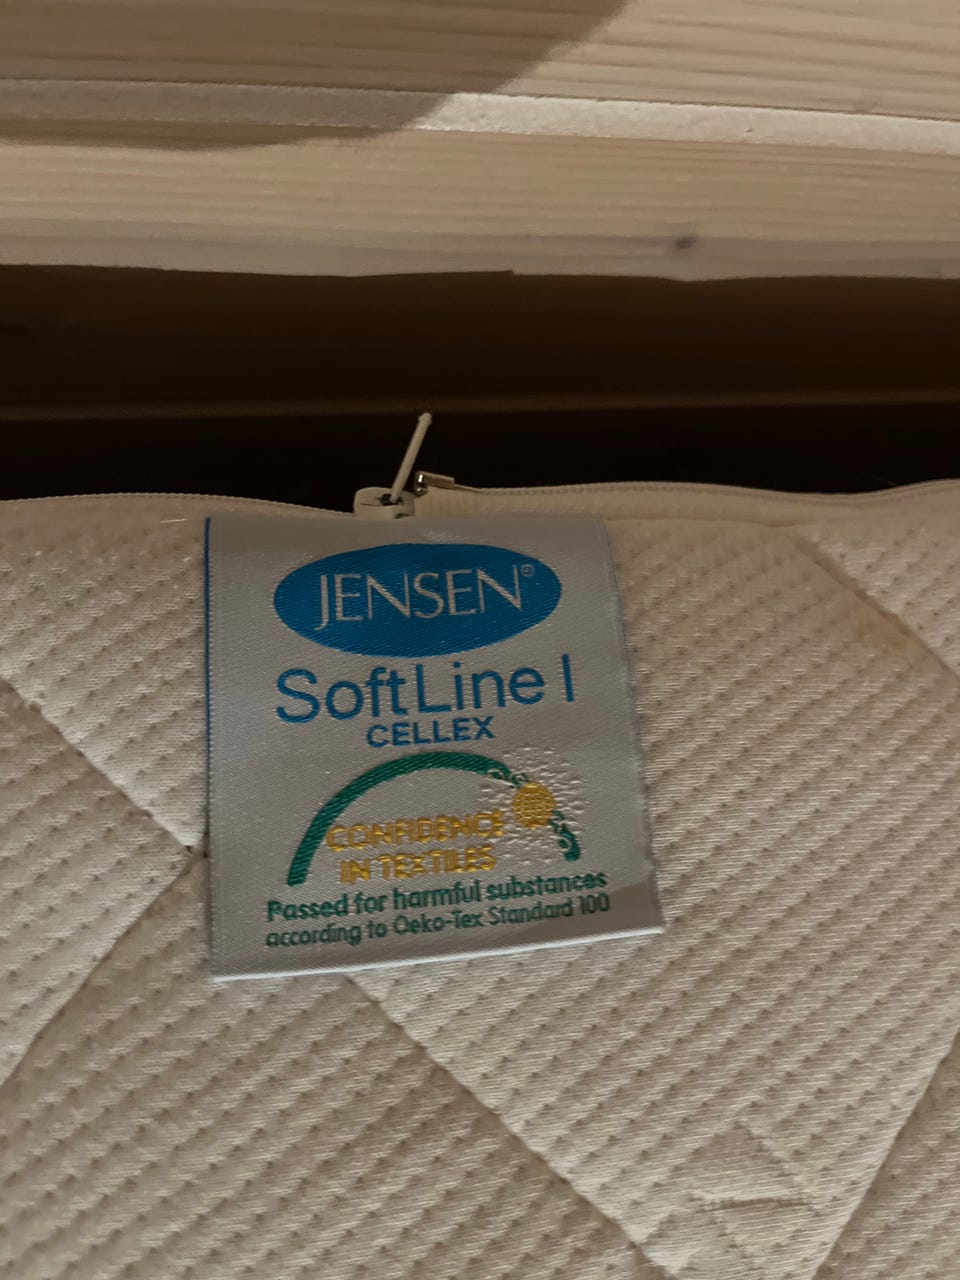 JENSEN®
SoftLine I
CELLEX
CONFIDENCE
IN TEXTILES
Passed for harmful substances
according to Oeko-Tex Standard 100